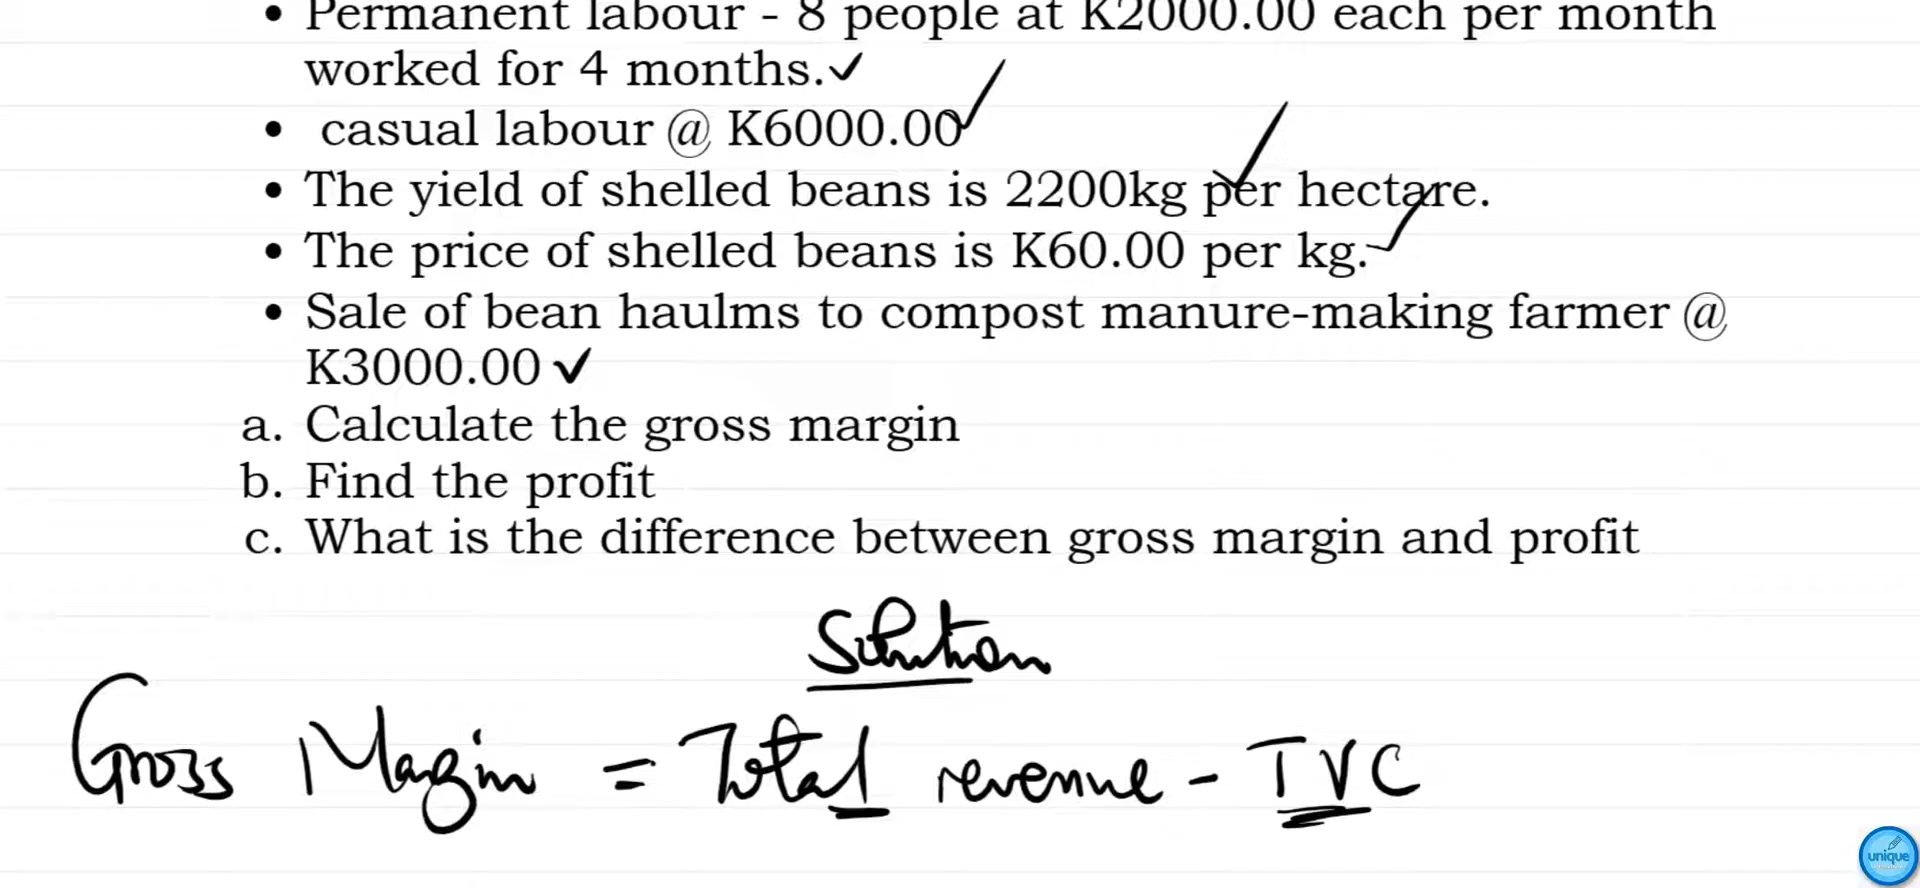 • Permanent labour - 8 people at K2000.00 each per month
worked for 4 months.✓
• casual labour @ K6000.00
• The yield of shelled beans is 2200kg per hectare.
• The price of shelled beans is K60.00 per kg.
• Sale of bean haulms to compost manure-making farmer @
K3000.00 ✓
a. Calculate the gross margin
b. Find the profit
c. What is the difference between gross margin and profit
Solution
Gross Margin = Total revenue - TVC
unique